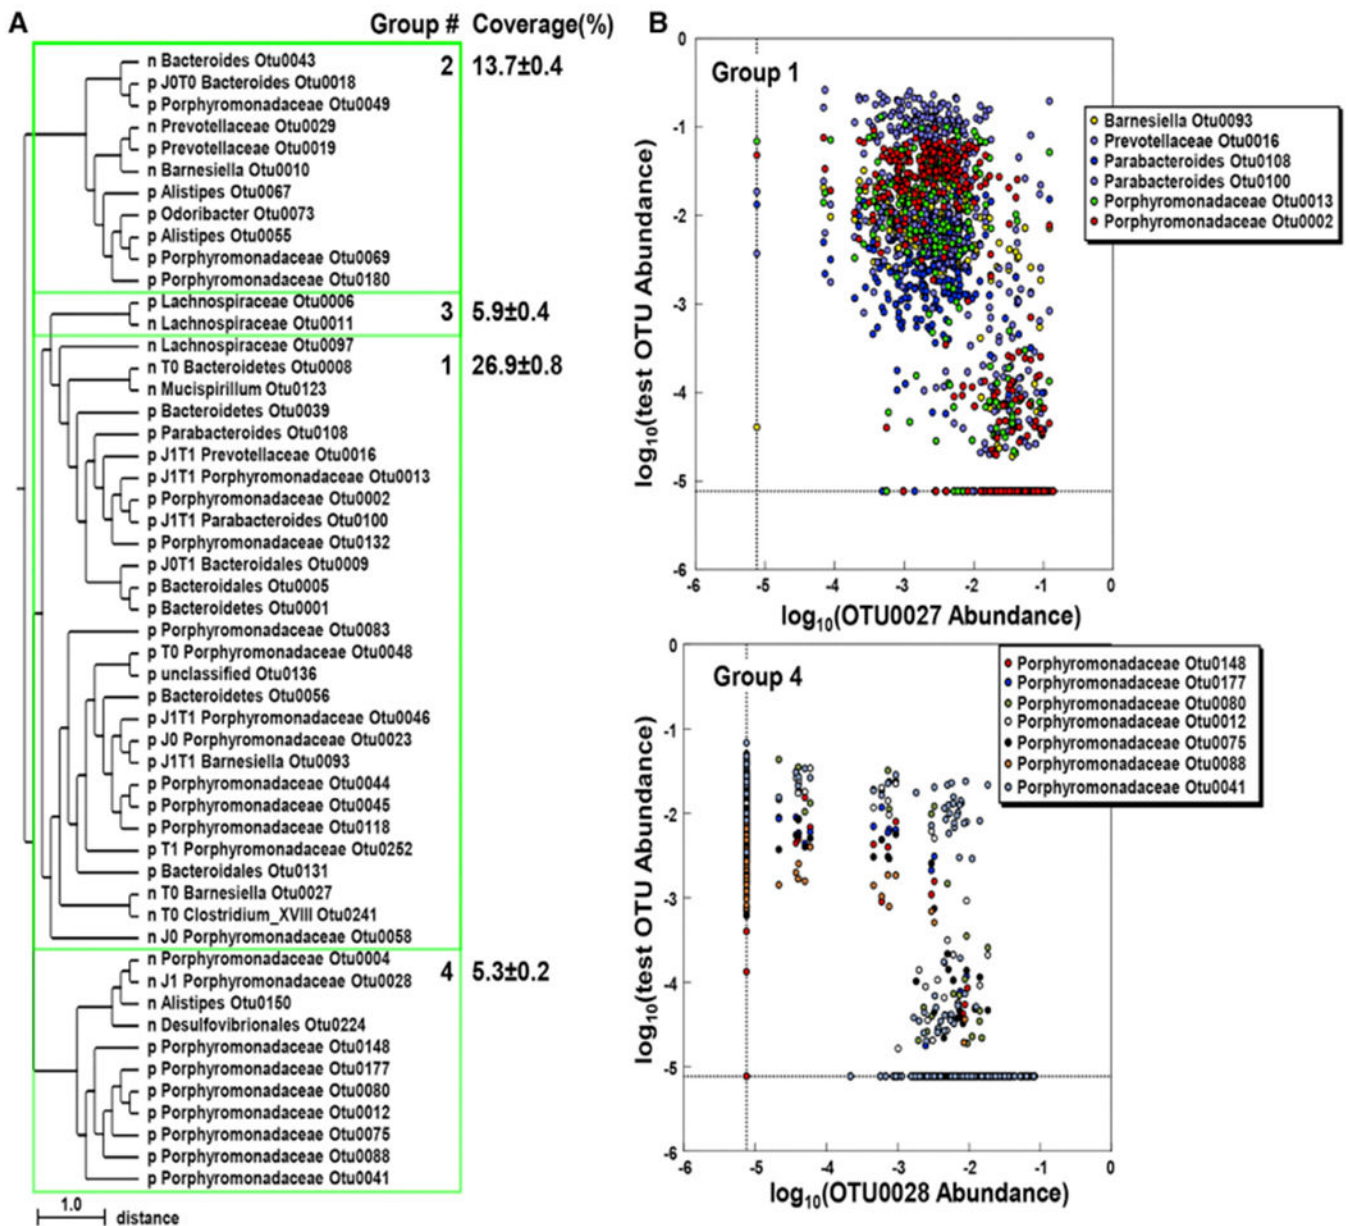 A
Group # Coverage(%)
n Bacteroides Otu0043
2 13.7±0.4
p J0T0 Bacteroides Otu0018
p Porphyromonadaceae Otu0049
n Prevotellaceae Otu0029
p Prevotellaceae Otu0019
n Barnesiella Otu0010
p Alistipes Otu0067
p Odoribacter Otu0073
p Alistipes Otu0055
p Porphyromonadaceae Otu0069
p Porphyromonadaceae Otu0180
p Lachnospiraceae Otu0006
3 5.9±0.4
n Lachnospiraceae Otu0011
n Lachnospiraceae Otu0097
n T0 Bacteroidetes Otu0008
1 26.9±0.8
n Mucispirillum Otu0123
p Bacteroidetes Otu0039
p Parabacteroides Otu0108
p J1T1 Prevotellaceae Otu0016
p J1T1 Porphyromonadaceae Otu0013
p Porphyromonadaceae Otu0002
p J1T1 Parabacteroides Otu0100
p Porphyromonadaceae Otu0132
p J0T1 Bacteroidales Otu0009
p Bacteroidales Otu0005
p Bacteroidetes Otu0001
p Porphyromonadaceae Otu0083
p T0 Porphyromonadaceae Otu0048
p unclassified Otu0136
p Bacteroidetes Otu0056
p J1T1 Porphyromonadaceae Otu0046
p J0 Porphyromonadaceae Otu0023
p J1T1 Barnesiella Otu0093
p Porphyromonadaceae Otu0044
p Porphyromonadaceae Otu0045
p Porphyromonadaceae Otu0118
p T1 Porphyromonadaceae Otu0252
p Bacteroidales Otu0131
n T0 Barnesiella Otu0027
n T0 Clostridium_XVIII Otu0241
n J0 Porphyromonadaceae Otu0058
n Porphyromonadaceae Otu0004
4 5.3±0.2
n J1 Porphyromonadaceae Otu0028
n Alistipes Otu0150
n Desulfovibrionales Otu0224
p Porphyromonadaceae Otu0148
p Porphyromonadaceae Otu0177
p Porphyromonadaceae Otu0080
p Porphyromonadaceae Otu0012
p Porphyromonadaceae Otu0075
p Porphyromonadaceae Otu0088
p Porphyromonadaceae Otu0041
1.0
distance
B
Group 1
0
-1
-2
-3
-4
-5
-6
log10(test OTU Abundance)
-6 -5 -4 -3 -2 -1 0
log10(OTU0027 Abundance)
Barnesiella Otu0093
Prevotellaceae Otu0016
Parabacteroides Otu0108
Parabacteroides Otu0100
Porphyromonadaceae Otu0013
Porphyromonadaceae Otu0002
Group 4
0
-1
-2
-3
-4
-5
-6
log10(test OTU Abundance)
-6 -5 -4 -3 -2 -1 0
log10(OTU0028 Abundance)
Porphyromonadaceae Otu0148
Porphyromonadaceae Otu0177
Porphyromonadaceae Otu0080
Porphyromonadaceae Otu0012
Porphyromonadaceae Otu0075
Porphyromonadaceae Otu0088
Porphyromonadaceae Otu0041